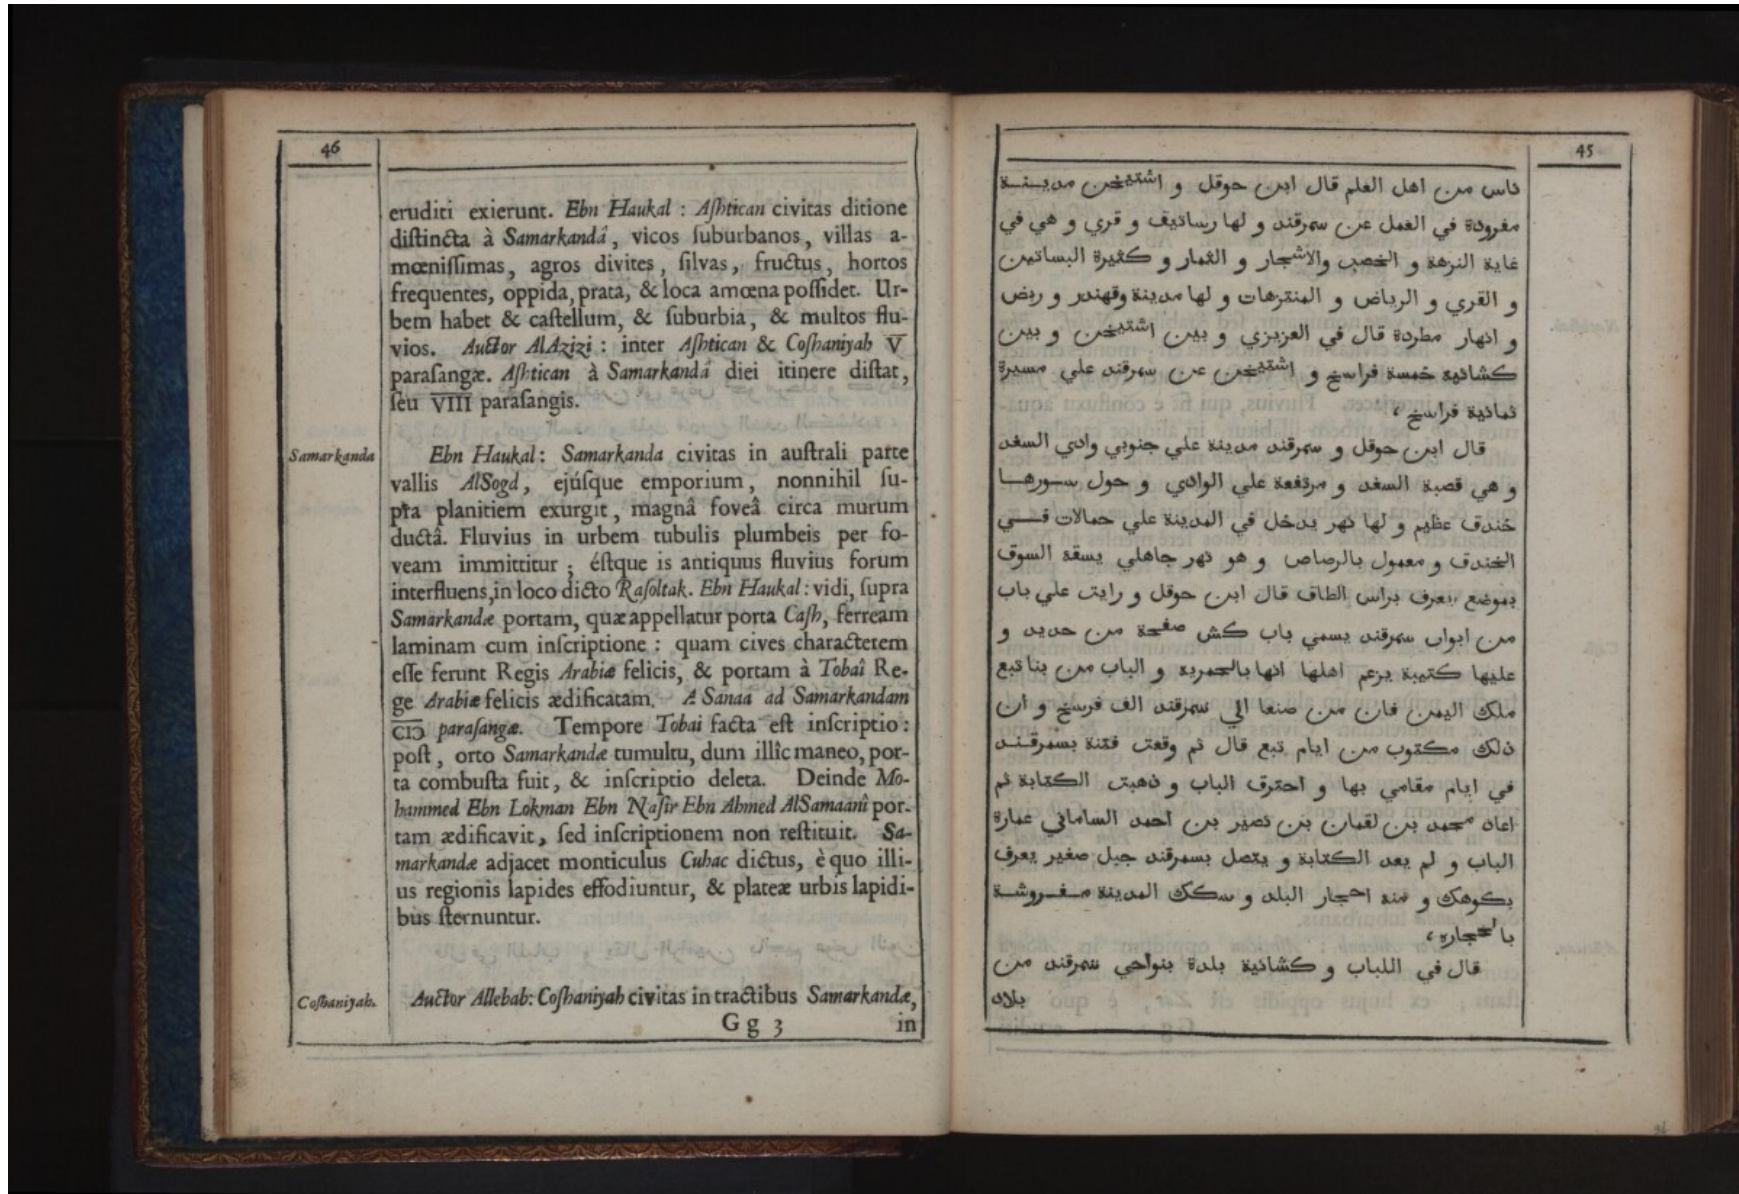 46
eruditi exierunt. Ebn Haukal : Aſhtican civitas ditione
diſtincta à Samarkandâ, vicos ſuburbanos, villas a-
mœniſſimas, agros divites, ſilvas, fructus, hortos
frequentes, oppida, prata, & loca amœna poſſidet. Ur-
bem habet & caſtellum, & ſuburbia, & multos flu-
vios. Auctor AlAzizi : inter Aſhtican & Coſhaniyah V̅
paraſangæ. Aſhtican à Samarkandâ diei itinere diſtat,
ſeu V̅I̅I̅I̅ paraſangis.
Samarkanda
Ebn Haukal : Samarkanda civitas in auſtrali parte
vallis AlSogd, ejúſque emporium, nonnihil ſu-
pra planitiem exurgit, magnâ foveâ circa murum
ductâ. Fluvius in urbem tubulis plumbeis per fo-
veam immittitur ; éſtque is antiquus fluvius forum
interfluens, in loco dicto Raſoltak. Ebn Haukal : vidi, ſupra
Samarkandæ portam, quæ appellatur porta Caſh, ferream
laminam cum inſcriptione : quam cives characterem
eſſe ferunt Regis Arabiæ felicis, & portam à Tobaî Re-
ge Arabiæ felicis ædificatam. A Sanaa ad Samarkandam
C̅I̅Ɔ̅ paraſangæ. Tempore Tobai facta eſt inſcriptio :
poſt, orto Samarkandæ tumultu, dum illîc maneo, por-
ta combuſta fuit, & inſcriptio deleta. Deinde Mo-
hammed Ebn Lokman Ebn Naſir Ebn Ahmed AlSamaanî por-
tam ædificavit, ſed inſcriptionem non reſtituit. Sa-
markandæ adjacet monticulus Cuhac dictus, è quo illi-
us regionis lapides effodiuntur, & plateæ urbis lapidi-
bus ſternuntur.
Coſhaniyah.
Auctor Allebab : Coſhaniyah civitas in tractibus Samarkandæ,
G g 3
in
45
ناس من اهل العلم قال ابن حوقل و اشتيخن مدينة
مفرودة في العمل عن سمرقند و لها رساتيف و قري و هي في
غاية النزهة و الخصب والاشجار و الثمار و كثيرة البساتين
و القري و الرياض و المنتزهات و لها مدينة وقهندر و ربض
و انهار مطردة قال في العزيزي و بين اشتيخن و بين
كشانية خمسة فراسخ و اشتيخن عن سمرقند علي مسيرة
ثمانية فراسخ ،
قال ابن حوقل و سمرقند مدينة علي جنوبي وادي السغد
و هي قصبة السغد و مرتفعة علي الوادي و حول سورها
خندق عظيم و لها نهر يدخل في المدينة علي حمالات في
الخندف و معمول بالرصاص و هو نهر جاهلي يسقة السوق
بموضع يعرف براس الطاف قال ابن حوقل و رايت علي باب
من ابواب سمرقند يسمي باب كش صفحة من حديد و
عليها كتيبة يزعم اهلها انها بالحمرية و الباب من بنا تبع
ملك اليمن فان من صنعا الي سمرقند الف فرسخ و ان
ذلك مكتوب من ايام تبع قال ثم وقعت فتنة بسمرقند
في ايام مقامي بها و احترف الباب و ذهبت الكتابة ثم
اعاد محمد بن لقمان بن نصير بن احمد الساماني عمارة
الباب و لم يعد الكتابة و يتصل بسمرقند جبل صغير يعرف
بكوهك و منه احجار البلد و سكك المدينة مفروشة
بالحجاره ،
قال في اللباب و كشانية بلدة بنواحي سمرقند من
بلاد